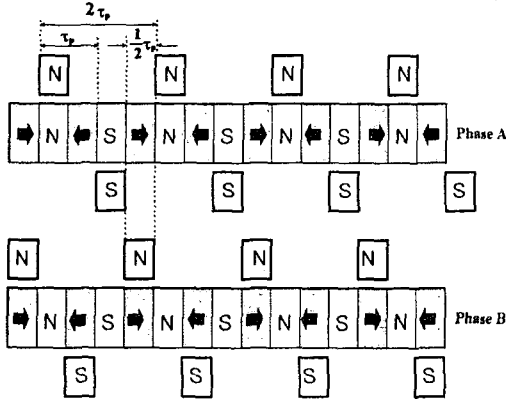 2 τp
τp
1/2 τp
N N N N
N S N S N S N
Phase A
S S S S
N N N N
N S N S N S N
Phase B
S S S S